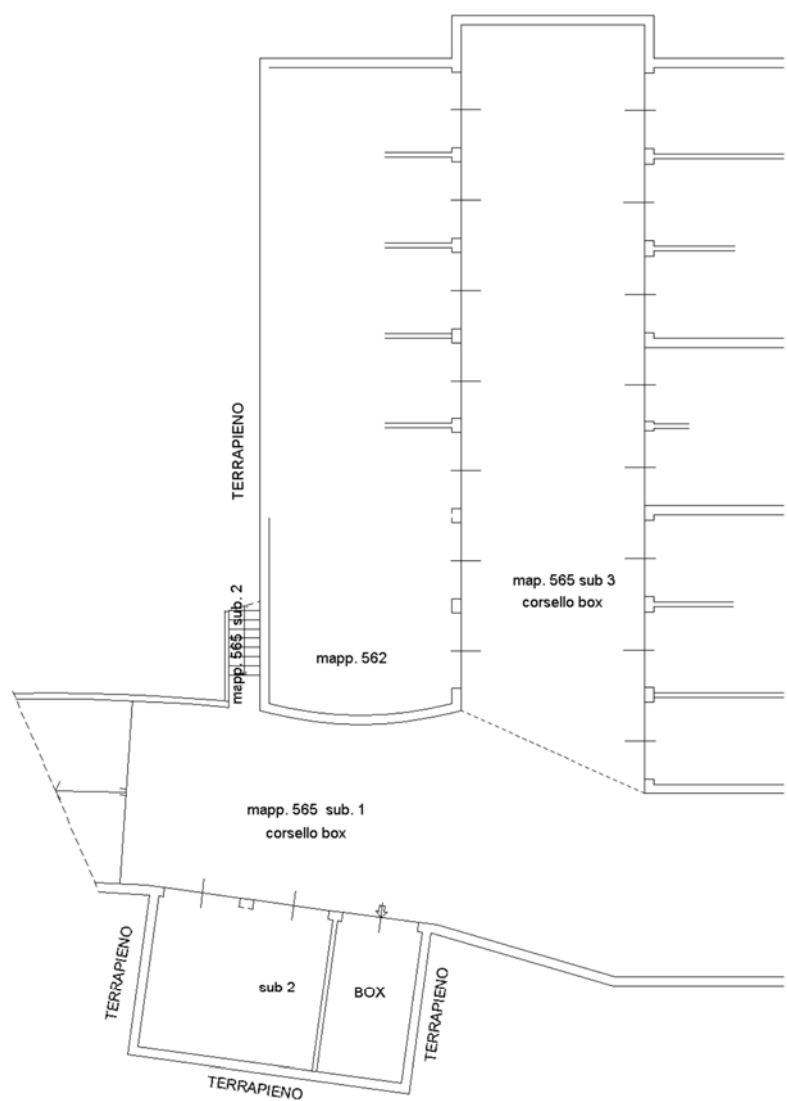 TERRAPIENO
map. 565 sub 3
corsello box
mapp. 565 sub. 2
mapp. 562
mapp. 565 sub. 1
corsello box
TERRAPIENO
sub 2
BOX
TERRAPIENO
TERRAPIENO